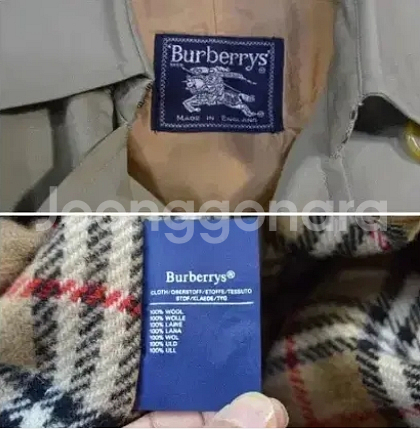 Burberrys®
MADE IN ENGLAND
Joonggonara
Burberrys®
CLOTH/OBERSTOFF/ETOFFE/TESSUTO
STOF/KLAEDE/TYG
100% WOOL
100% WOLLE
100% LAINE
100% LANA
100% WOL
100% ULD
100% ULL